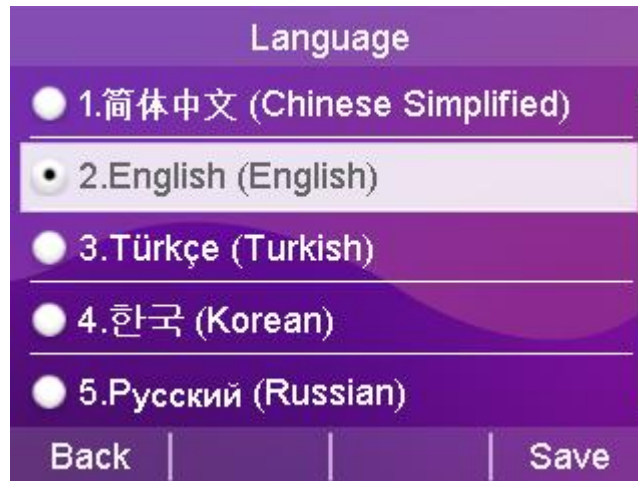 Language
1.简体中文 (Chinese Simplified)
2.English (English)
3.Türkçe (Turkish)
4.한국 (Korean)
5.Русский (Russian)
Back Save